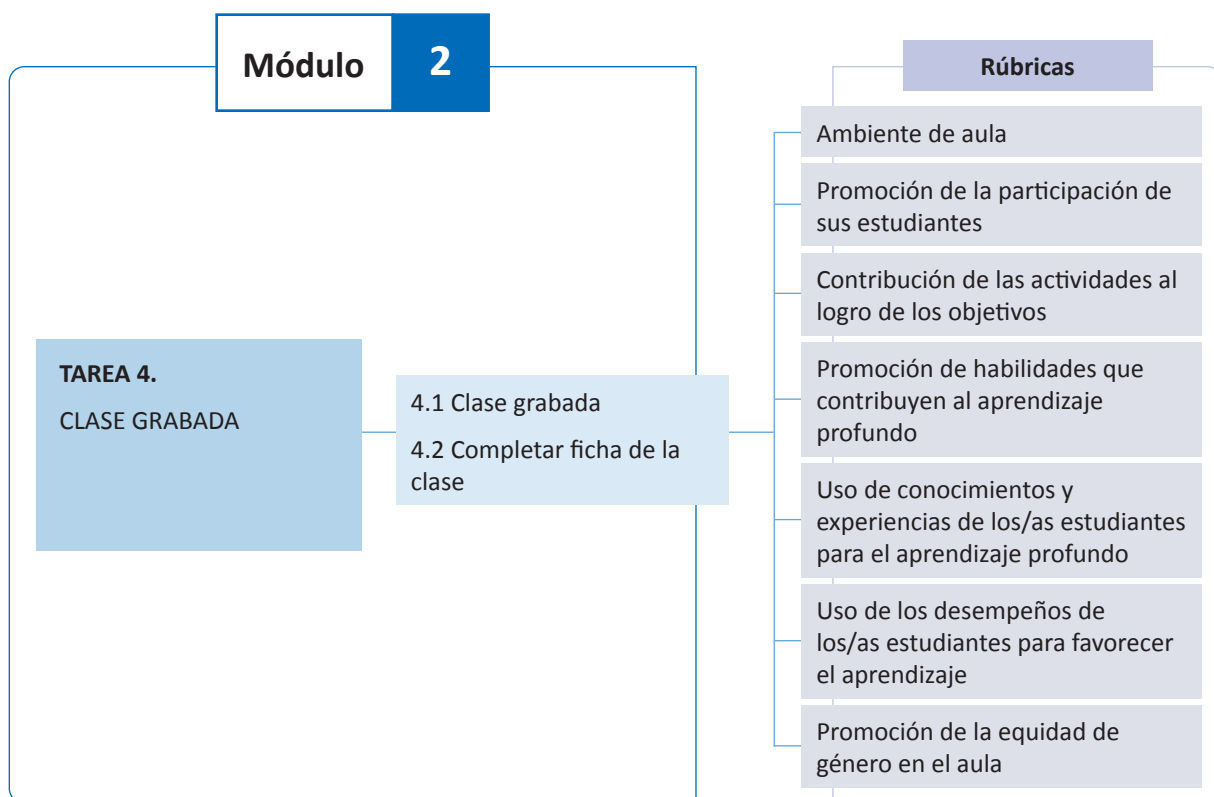 Módulo 2
Rúbricas
TAREA 4.
CLASE GRABADA
4.1 Clase grabada
4.2 Completar ficha de la
clase
Ambiente de aula
Promoción de la participación de
sus estudiantes
Contribución de las actividades al
logro de los objetivos
Promoción de habilidades que
contribuyen al aprendizaje
profundo
Uso de conocimientos y
experiencias de los/as estudiantes
para el aprendizaje profundo
Uso de los desempeños de
los/as estudiantes para favorecer
el aprendizaje
Promoción de la equidad de
género en el aula